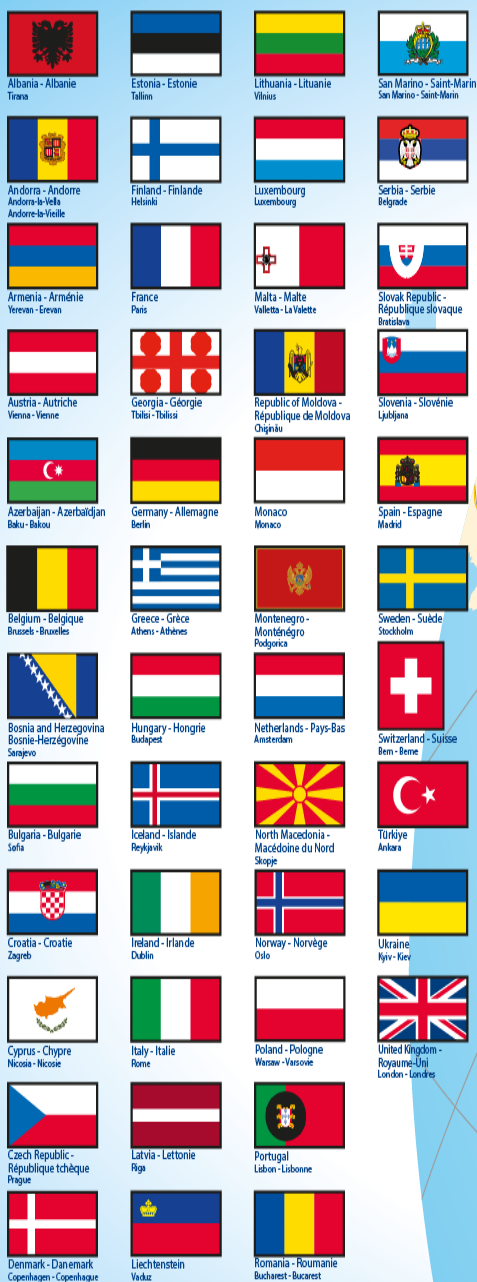 Albania - Albanie
Tirana
Andorra - Andorre
Andorra-la-Vella
Andorre-la-Vieille
Armenia - Arménie
Yerevan - Erevan
Austria - Autriche
Vienna - Vienne
Azerbaijan - Azerbaïdjan
Baku - Bakou
Belgium - Belgique
Brussels - Bruxelles
Bosnia and Herzegovina
Bosnie-Herzégovine
Sarajevo
Bulgaria - Bulgarie
Sofia
Croatia - Croatie
Zagreb
Cyprus - Chypre
Nicosia - Nicosie
Czech Republic -
République tchèque
Prague
Denmark - Danemark
Copenhagen - Copenhague
Estonia - Estonie
Tallinn
Finland - Finlande
Helsinki
France
Paris
Georgia - Géorgie
Tbilisi - Tbilissi
Germany - Allemagne
Berlin
Greece - Grèce
Athens - Athènes
Hungary - Hongrie
Budapest
Iceland - Islande
Reykjavik
Ireland - Irlande
Dublin
Italy - Italie
Rome
Latvia - Lettonie
Riga
Liechtenstein
Vaduz
Lithuania - Lituanie
Vilnius
Luxembourg
Luxembourg
Malta - Malte
Valletta - La Valette
Republic of Moldova -
République de Moldova
Chişinău
Monaco
Monaco
Montenegro -
Monténégro
Podgorica
Netherlands - Pays-Bas
Amsterdam
North Macedonia -
Macédoine du Nord
Skopje
Norway - Norvège
Oslo
Poland - Pologne
Warsaw - Varsovie
Portugal
Lisbon - Lisbonne
Romania - Roumanie
Bucharest - Bucarest
San Marino - Saint-Marin
San Marino - Saint-Marin
Serbia - Serbie
Belgrade
Slovak Republic -
République slovaque
Bratislava
Slovenia - Slovénie
Ljubljana
Spain - Espagne
Madrid
Sweden - Suède
Stockholm
Switzerland - Suisse
Bern - Berne
Türkiye
Ankara
Ukraine
Kyiv - Kiev
United Kingdom -
Royaume-Uni
London - Londres